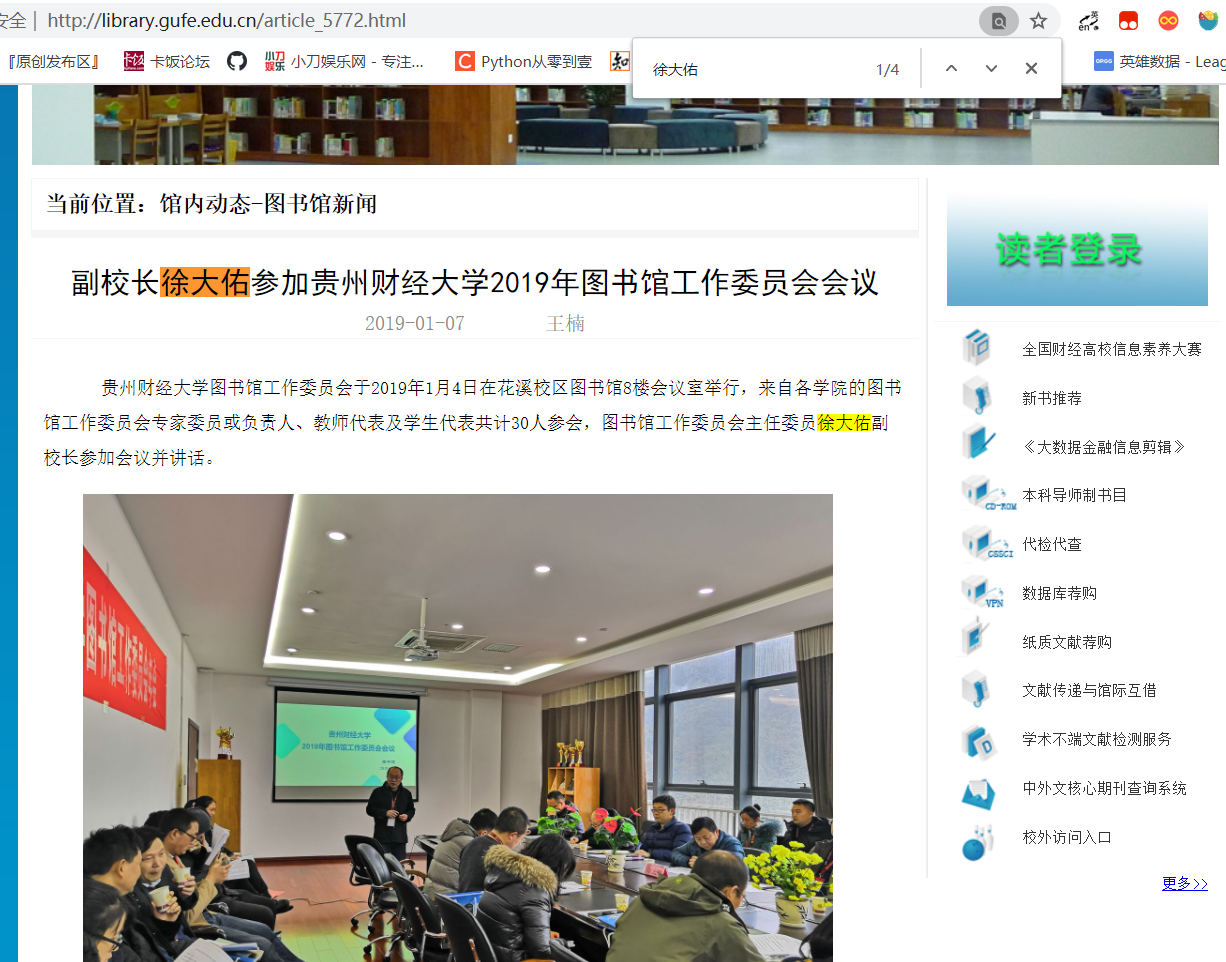 安全 | http://library.gufe.edu.cn/article_5772.html
『原创发布区』 卡饭论坛 小刀娱乐网 - 专注... Python从零到壹 英雄数据 - Leag
徐大佑 1/4
当前位置：馆内动态-图书馆新闻
副校长徐大佑参加贵州财经大学2019年图书馆工作委员会会议
2019-01-07 王楠
贵州财经大学图书馆工作委员会于2019年1月4日在花溪校区图书馆8楼会议室举行，来自各学院的图书
馆工作委员会专家委员或负责人、教师代表及学生代表共计30人参会，图书馆工作委员会主任委员徐大佑副
校长参加会议并讲话。
图书馆工作委员会会
贵州财经大学
2019年图书馆工作委员会会议
读者登录
全国财经高校信息素养大赛
新书推荐
《大数据金融信息剪辑》
CD-ROM 本科导师制书目
CSSCI 代检代查
VPN 数据库荐购
纸质文献荐购
文献传递与馆际互借
学术不端文献检测服务
中外文核心期刊查询系统
校外访问入口
更多>>